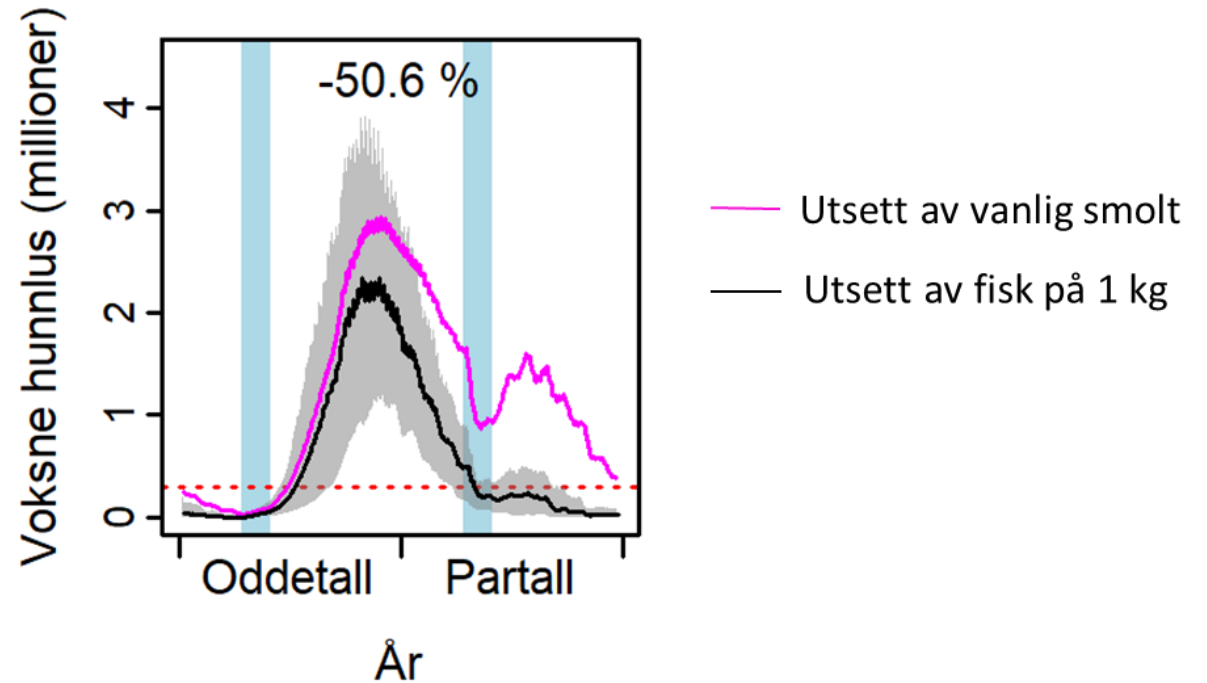 Voksne hunnlus (millioner)
-50.6 %
4
3
2
1
0
Oddetall Partall
År
Utsett av vanlig smolt
Utsett av fisk på 1 kg